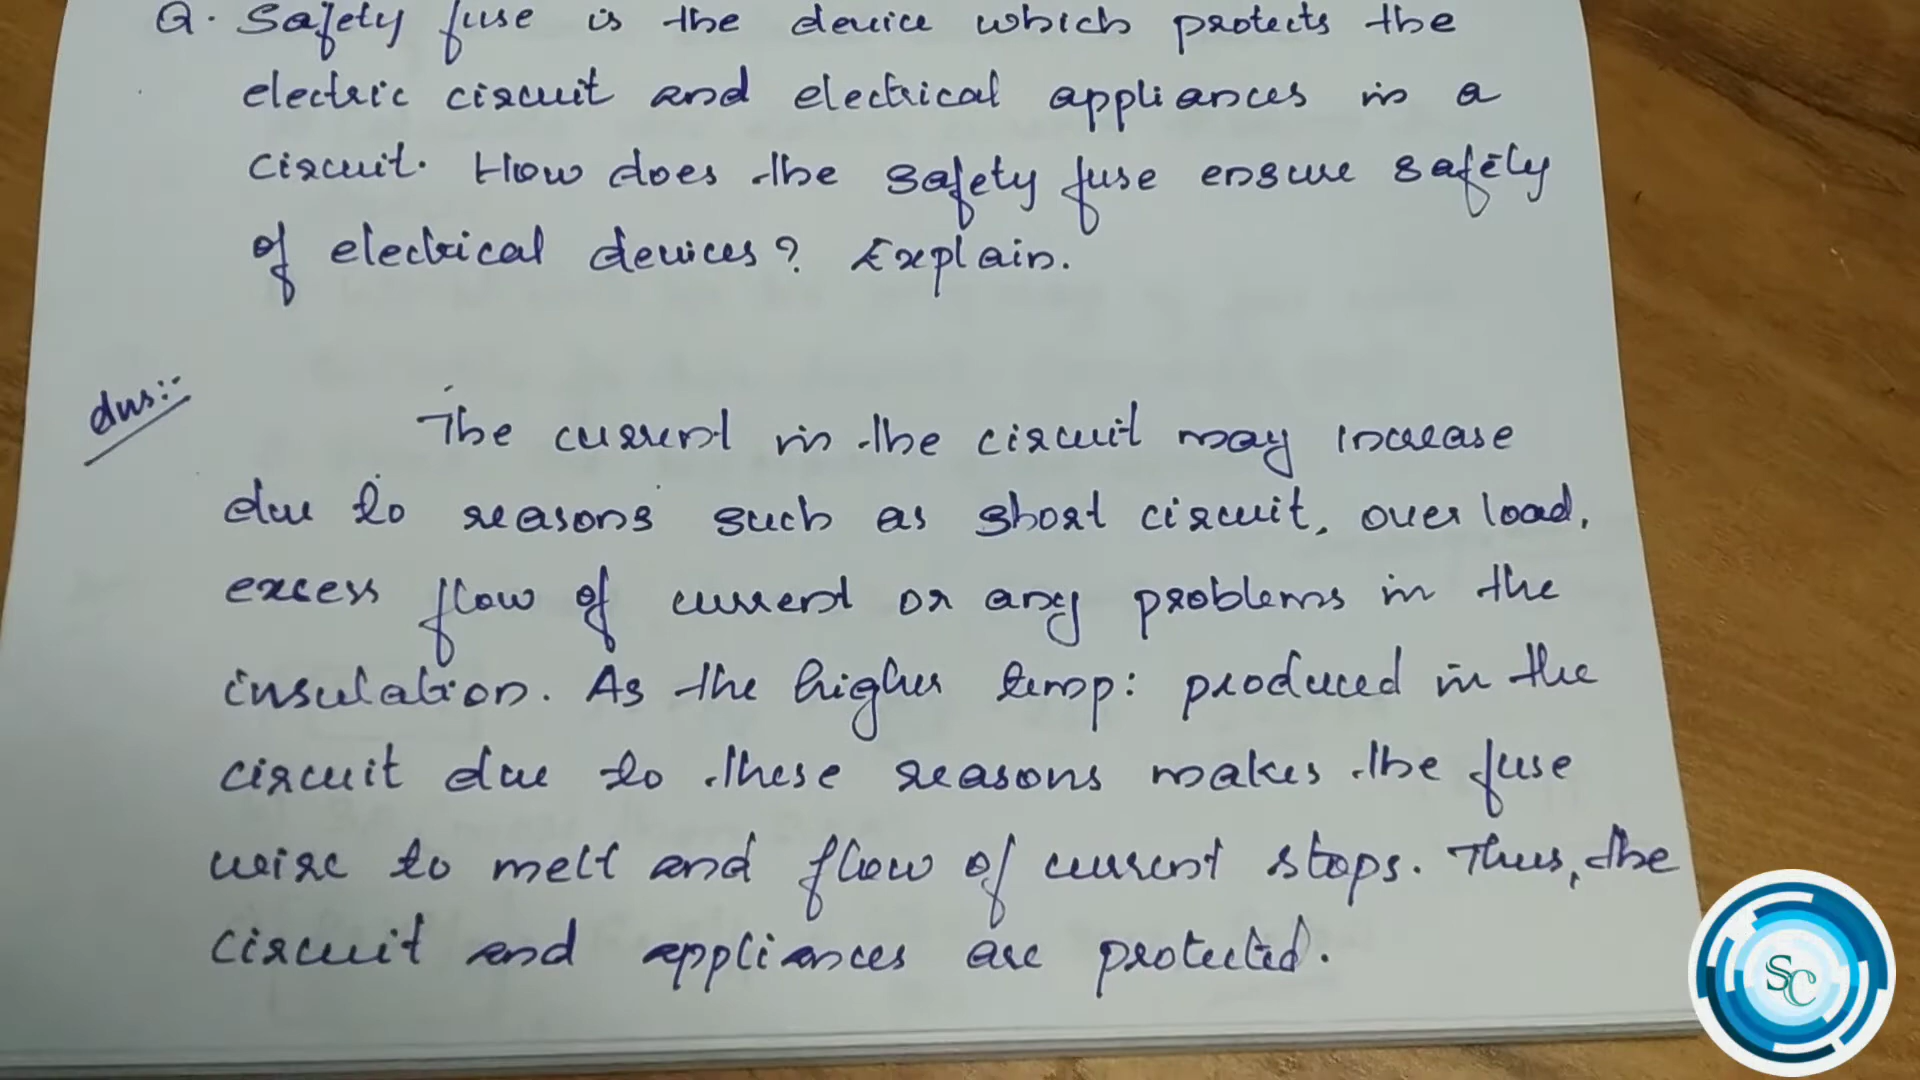 Q. Safety fuse is the device which protects the
electric circuit and electrical appliances in a
circuit. How does the safety fuse ensure safety
of electrical devices? Explain.
Ans:-
The current in the circuit may increase
due to reasons such as short circuit, over load,
excess flow of current or any problems in the
insulation. As the higher temp: produced in the
circuit due to these reasons makes the fuse
wire to melt and flow of current stops. Thus, the
circuit and appliances are protected.
SC